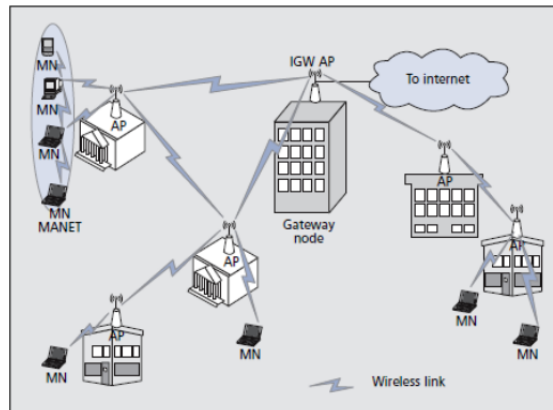 IGW AP
To internet
MN
MN
AP
MN
AP
Gateway
node
MN
MANET
AP
AP
MN
AP
MN
MN
MN
Wireless link